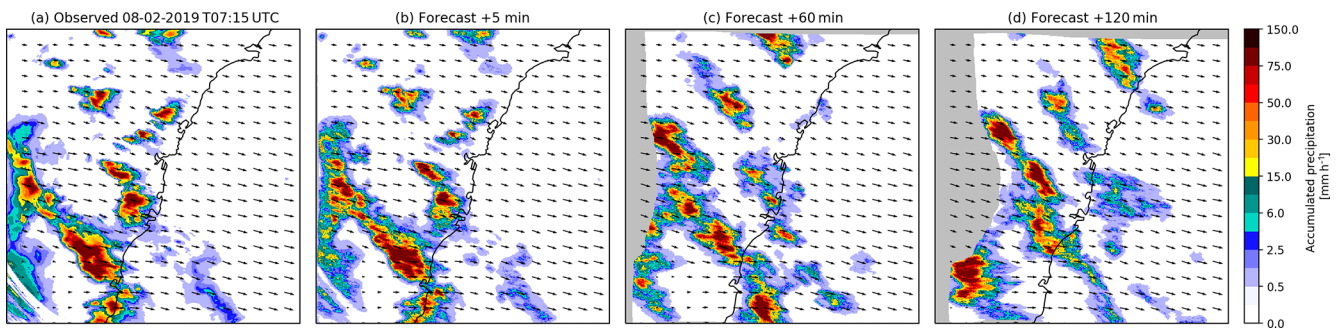 (a) Observed 08-02-2019 T07:15 UTC
(b) Forecast +5 min
(c) Forecast +60 min
(d) Forecast +120 min
150.0
75.0
50.0
30.0
15.0
6.0
2.5
0.5
0.0
Accumulated precipitation
[mm h⁻¹]